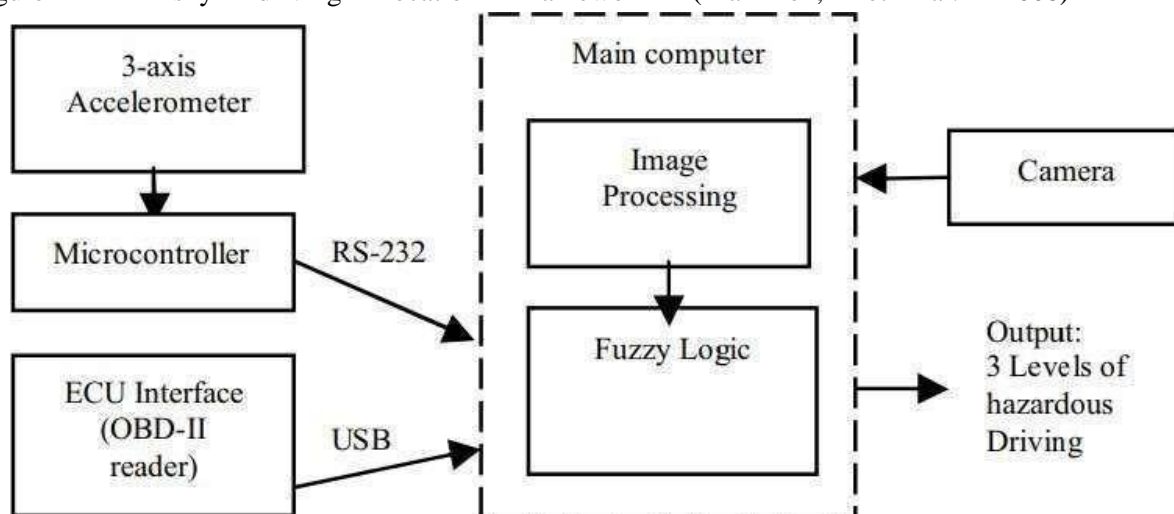 3-axis
Accelerometer
Microcontroller
RS-232
ECU Interface
(OBD-II
reader)
USB
Main computer
Image
Processing
Fuzzy Logic
Camera
Output:
3 Levels of
hazardous
Driving